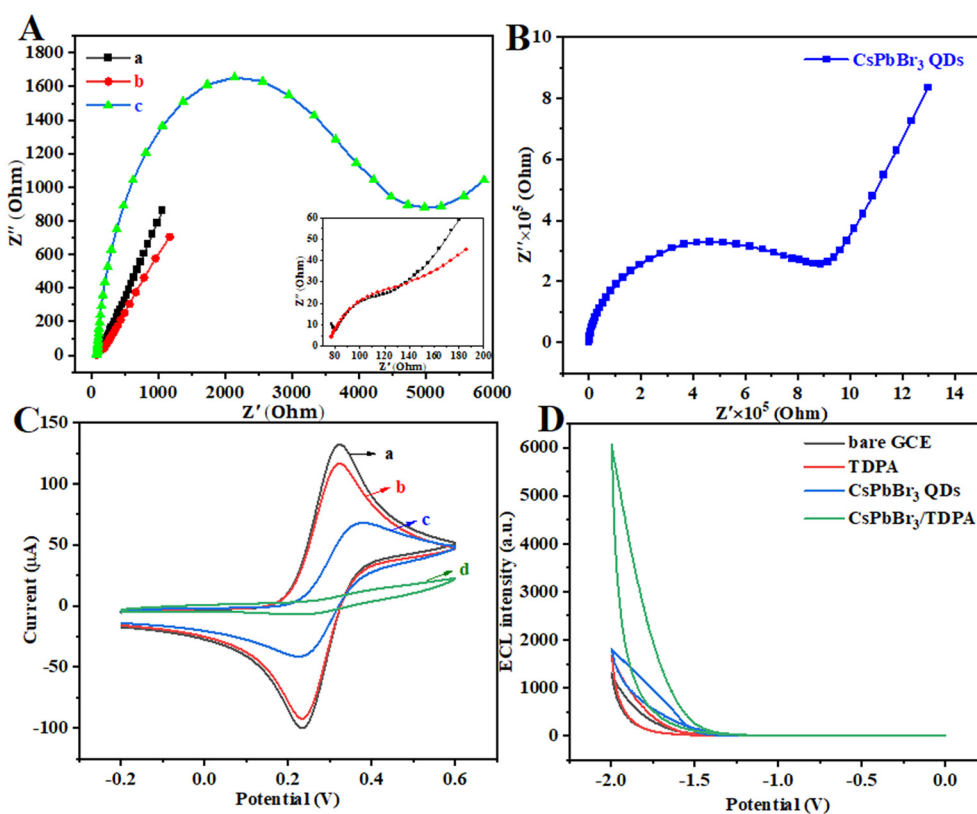 A
1800
1600
1400
1200
1000
800
600
400
200
0
Z'' (Ohm)
a
b
c
60
50
40
30
20
10
0
Z'' (Ohm)
80 100 120 140 160 180 200
Z' (Ohm)
0 1000 2000 3000 4000 5000 6000
Z' (Ohm)
B
10
8
6
4
2
0
Z''×10⁵ (Ohm)
CsPbBr₃ QDs
0 2 4 6 8 10 12 14
Z'×10⁵ (Ohm)
C
150
100
50
0
-50
-100
Current (μA)
a
b
c
d
-0.2 0.0 0.2 0.4 0.6
Potential (V)
D
6000
5000
4000
3000
2000
1000
0
ECL intensity (a.u.)
bare GCE
TDPA
CsPbBr₃ QDs
CsPbBr₃/TDPA
-2.0 -1.5 -1.0 -0.5 0.0
Potential (V)